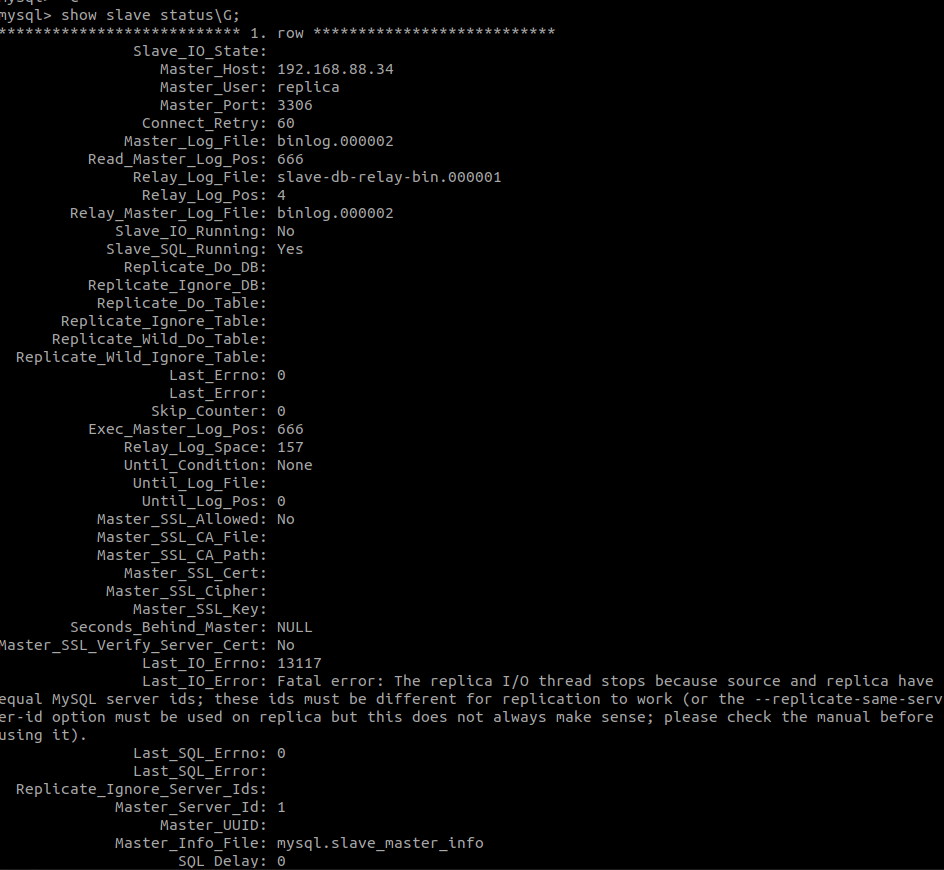 mysql> show slave status\G;
*************************** 1. row ***************************
Slave_IO_State:
Master_Host: 192.168.88.34
Master_User: replica
Master_Port: 3306
Connect_Retry: 60
Master_Log_File: binlog.000002
Read_Master_Log_Pos: 666
Relay_Log_File: slave-db-relay-bin.000001
Relay_Log_Pos: 4
Relay_Master_Log_File: binlog.000002
Slave_IO_Running: No
Slave_SQL_Running: Yes
Replicate_Do_DB:
Replicate_Ignore_DB:
Replicate_Do_Table:
Replicate_Ignore_Table:
Replicate_Wild_Do_Table:
Replicate_Wild_Ignore_Table:
Last_Errno: 0
Last_Error:
Skip_Counter: 0
Exec_Master_Log_Pos: 666
Relay_Log_Space: 157
Until_Condition: None
Until_Log_File:
Until_Log_Pos: 0
Master_SSL_Allowed: No
Master_SSL_CA_File:
Master_SSL_CA_Path:
Master_SSL_Cert:
Master_SSL_Cipher:
Master_SSL_Key:
Seconds_Behind_Master: NULL
Master_SSL_Verify_Server_Cert: No
Last_IO_Errno: 13117
Last_IO_Error: Fatal error: The replica I/O thread stops because source and replica have
equal MySQL server ids; these ids must be different for replication to work (or the --replicate-same-serv
er-id option must be used on replica but this does not always make sense; please check the manual before
using it).
Last_SQL_Errno: 0
Last_SQL_Error:
Replicate_Ignore_Server_Ids:
Master_Server_Id: 1
Master_UUID:
Master_Info_File: mysql.slave_master_info
SQL_Delay: 0